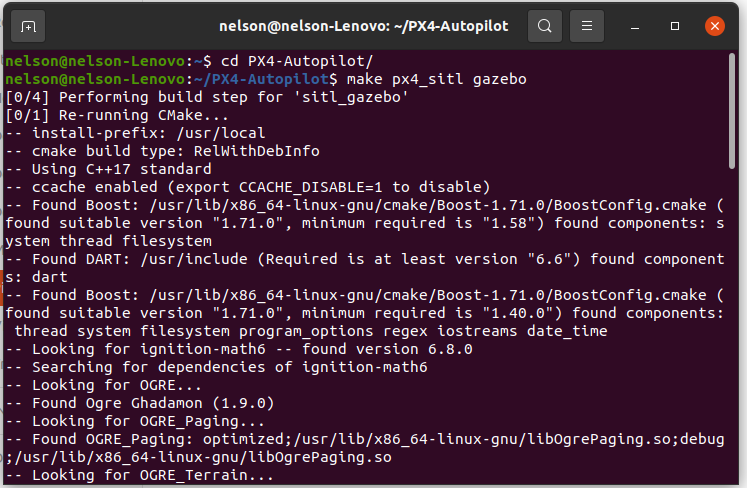 nelson@nelson-Lenovo: ~/PX4-Autopilot
nelson@nelson-Lenovo:~$ cd PX4-Autopilot/
nelson@nelson-Lenovo:~/PX4-Autopilot$ make px4_sitl gazebo
[0/4] Performing build step for 'sitl_gazebo'
[0/1] Re-running CMake...
-- install-prefix: /usr/local
-- cmake build type: RelWithDebInfo
-- Using C++17 standard
-- ccache enabled (export CCACHE_DISABLE=1 to disable)
-- Found Boost: /usr/lib/x86_64-linux-gnu/cmake/Boost-1.71.0/BoostConfig.cmake (
found suitable version "1.71.0", minimum required is "1.58") found components: s
ystem thread filesystem
-- Found DART: /usr/include (Required is at least version "6.6") found component
s: dart
-- Found Boost: /usr/lib/x86_64-linux-gnu/cmake/Boost-1.71.0/BoostConfig.cmake (
found suitable version "1.71.0", minimum required is "1.40.0") found components:
 thread system filesystem program_options regex iostreams date_time
-- Looking for ignition-math6 -- found version 6.8.0
-- Searching for dependencies of ignition-math6
-- Looking for OGRE...
-- Found Ogre Ghadamon (1.9.0)
-- Looking for OGRE_Paging...
-- Found OGRE_Paging: optimized;/usr/lib/x86_64-linux-gnu/libOgrePaging.so;debug
;/usr/lib/x86_64-linux-gnu/libOgrePaging.so
-- Looking for OGRE_Terrain...